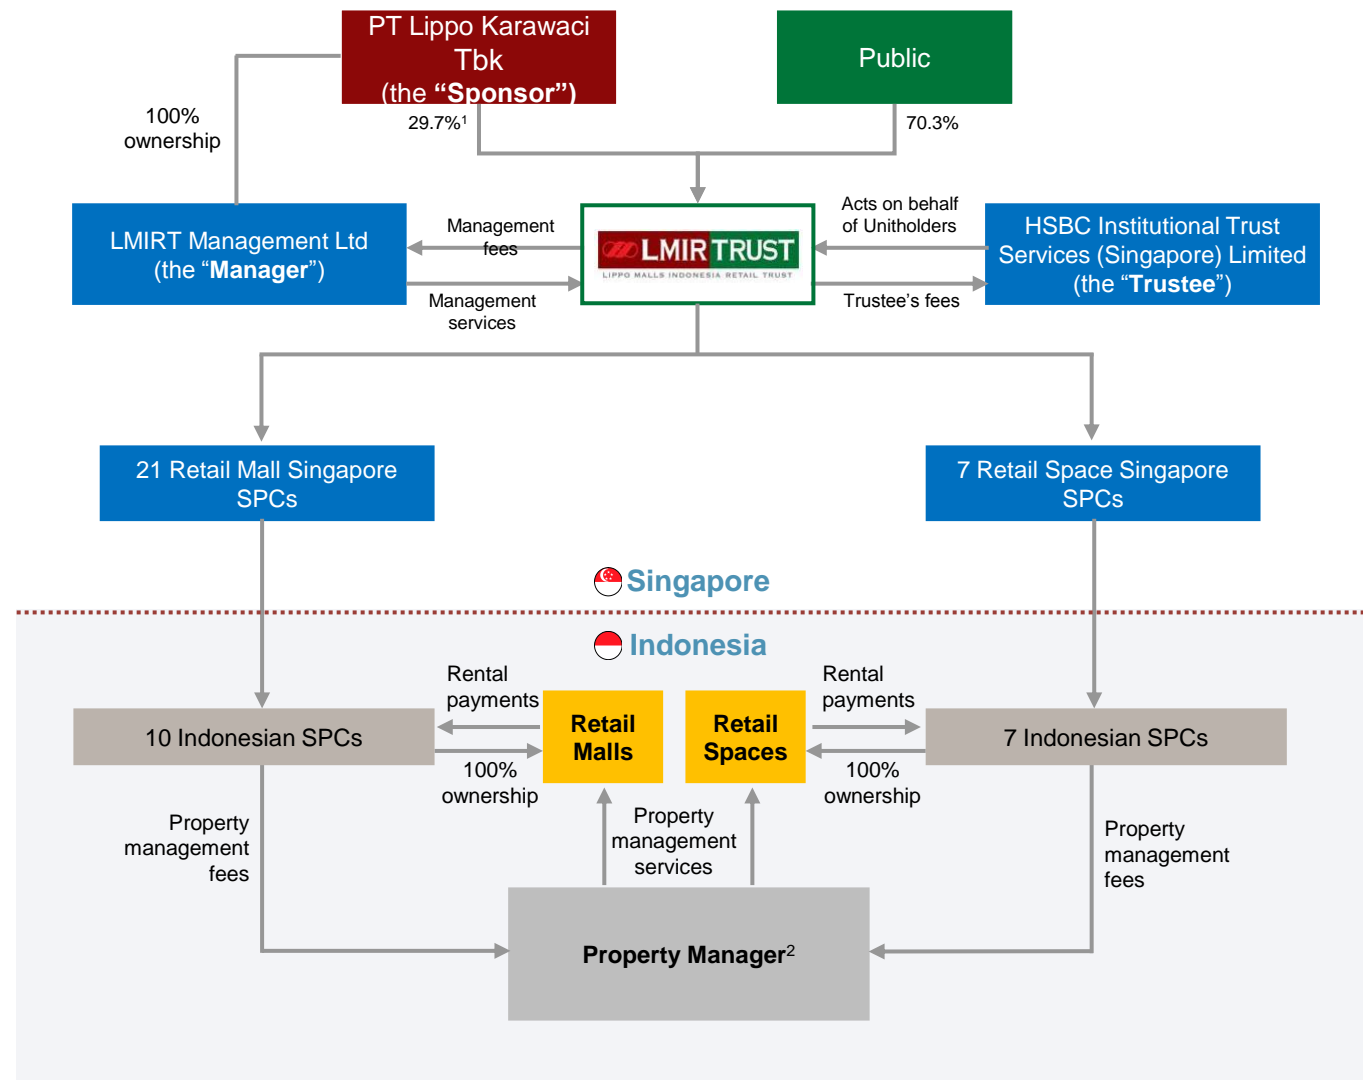 PT Lippo Karawaci
Tbk
(the “Sponsor”)
Public
29.7%¹
70.3%
100%
ownership
LMIRT Management Ltd
(the “Manager”)
Management
fees
Management
services
LMIR TRUST
LIPPO MALLS INDONESIA RETAIL TRUST
Acts on behalf
of Unitholders
Trustee’s fees
HSBC Institutional Trust
Services (Singapore) Limited
(the “Trustee”)
21 Retail Mall Singapore
SPCs
7 Retail Space Singapore
SPCs
Singapore
Indonesia
Rental
payments
Rental
payments
10 Indonesian SPCs
Retail
Malls
Retail
Spaces
7 Indonesian SPCs
100%
ownership
100%
ownership
Property
management
fees
Property
management
services
Property
management
fees
Property Manager²